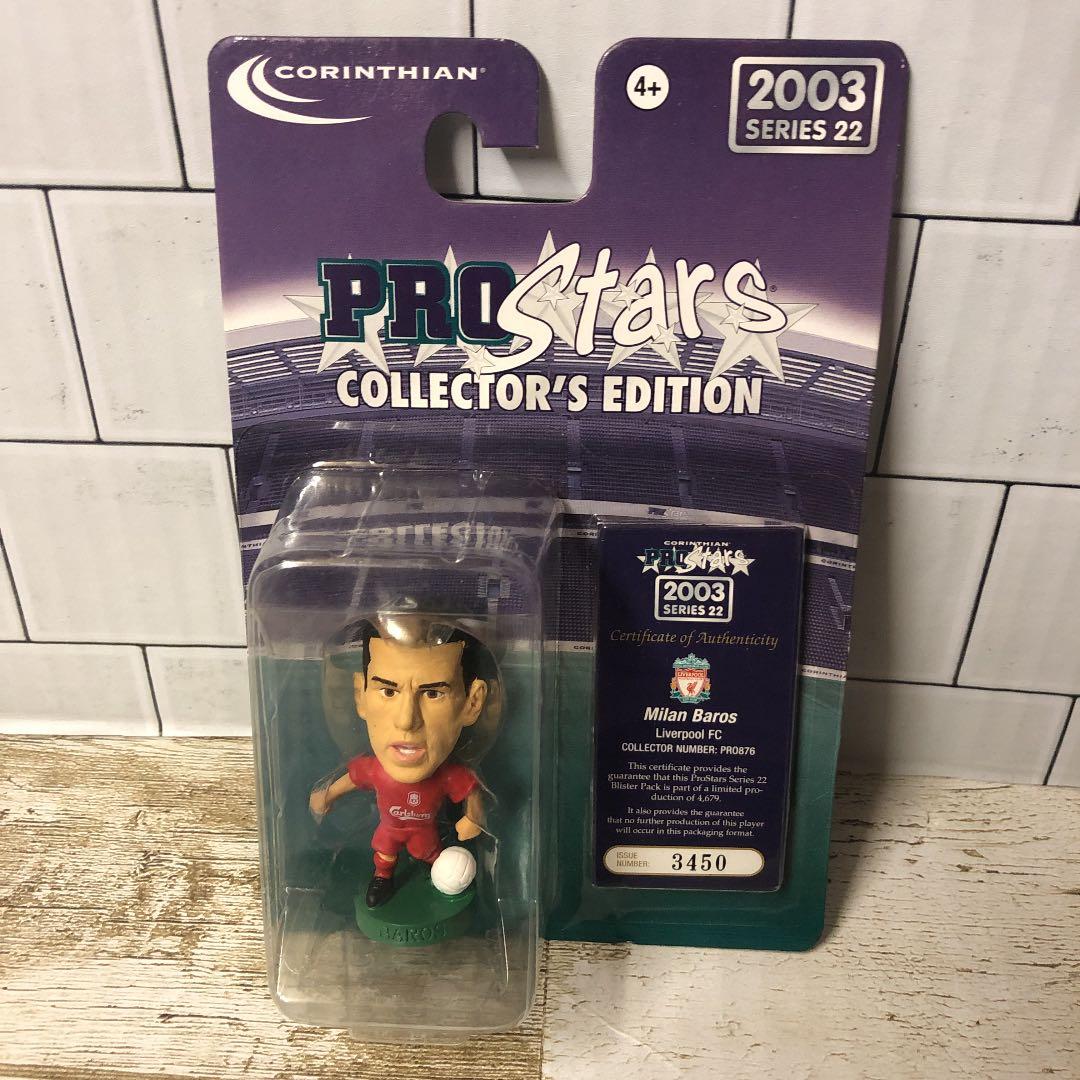 CORINTHIAN®
4+
2003
SERIES 22
PROStars®
COLLECTOR'S EDITION
CORINTHIAN
PROStars
2003
SERIES 22
Certificate of Authenticity
LIVERPOOL
Milan Baros
Liverpool FC
COLLECTOR NUMBER: PRO876
This certificate provides the
guarantee that this ProStars Series 22
Blister Pack is part of a limited pro-
duction of 4,679.
It also provides the guarantee
that no further production of this player
will occur in this packaging format.
ISSUE
NUMBER: 3450
Carlsberg
BAROS